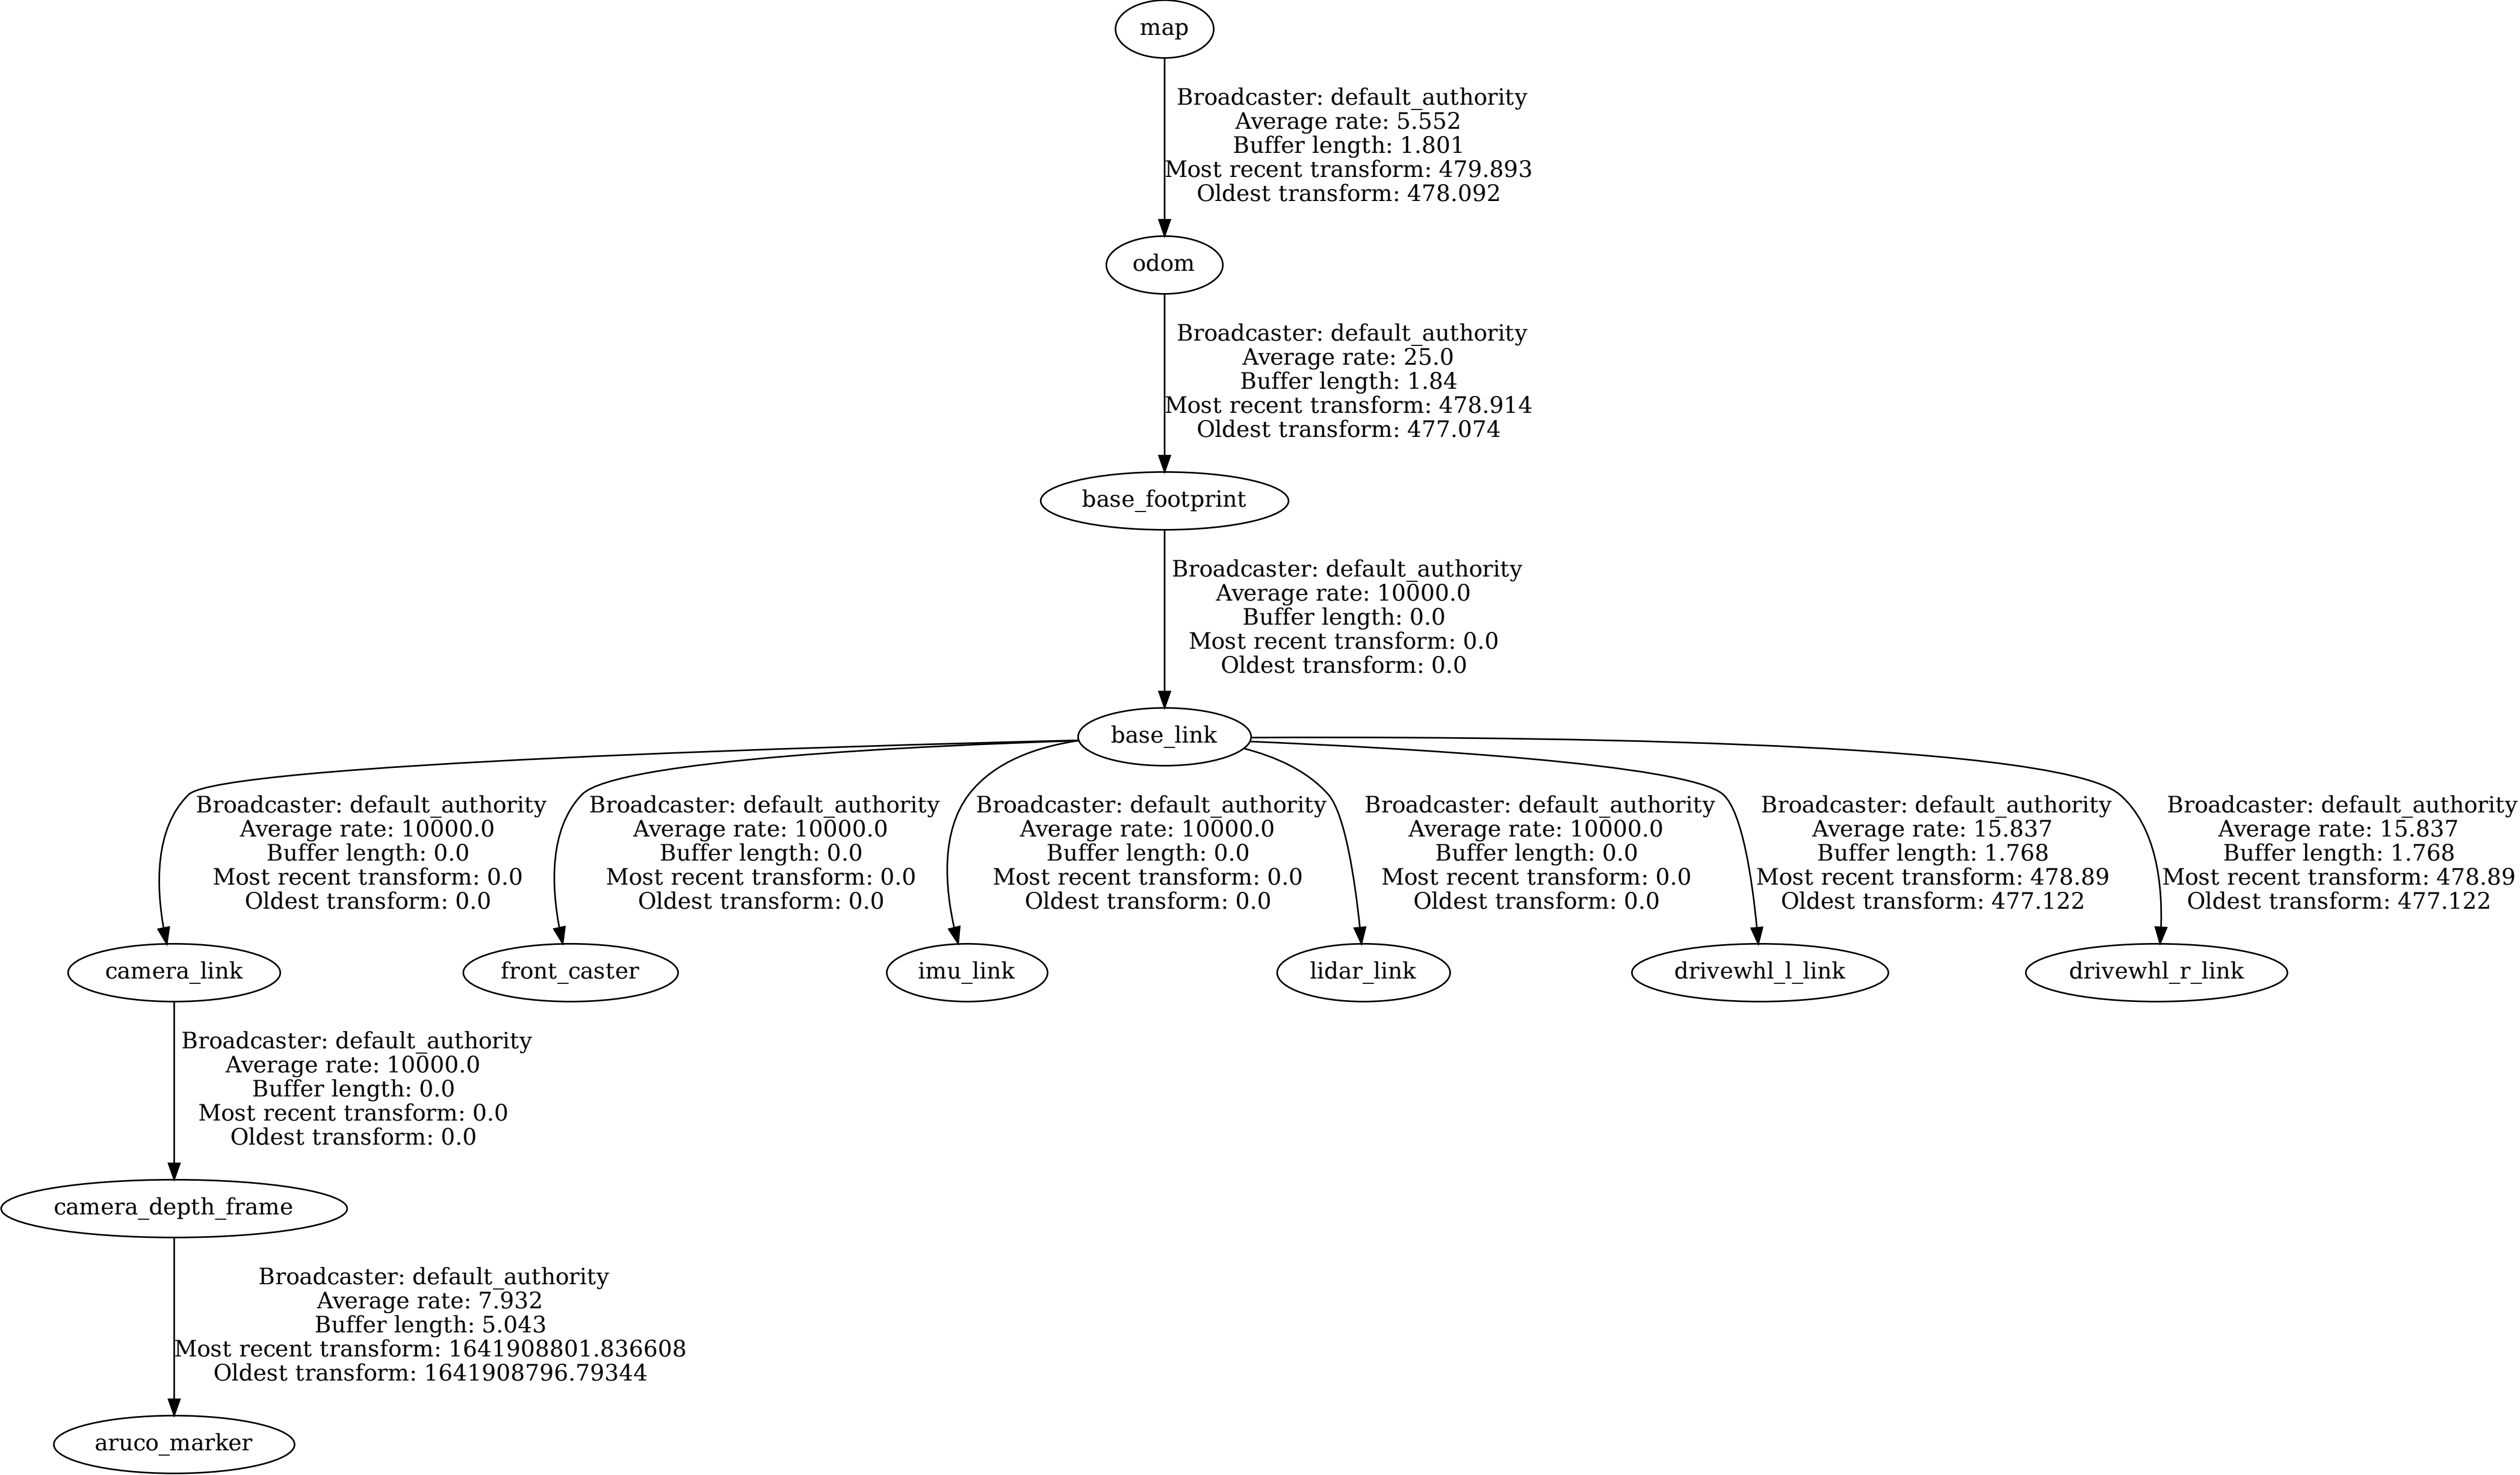 map
Broadcaster: default_authority
Average rate: 5.552
Buffer length: 1.801
Most recent transform: 479.893
Oldest transform: 478.092
odom
Broadcaster: default_authority
Average rate: 25.0
Buffer length: 1.84
Most recent transform: 478.914
Oldest transform: 477.074
base_footprint
Broadcaster: default_authority
Average rate: 10000.0
Buffer length: 0.0
Most recent transform: 0.0
Oldest transform: 0.0
base_link
Broadcaster: default_authority
Average rate: 10000.0
Buffer length: 0.0
Most recent transform: 0.0
Oldest transform: 0.0
Broadcaster: default_authority
Average rate: 10000.0
Buffer length: 0.0
Most recent transform: 0.0
Oldest transform: 0.0
Broadcaster: default_authority
Average rate: 10000.0
Buffer length: 0.0
Most recent transform: 0.0
Oldest transform: 0.0
Broadcaster: default_authority
Average rate: 10000.0
Buffer length: 0.0
Most recent transform: 0.0
Oldest transform: 0.0
Broadcaster: default_authority
Average rate: 15.837
Buffer length: 1.768
Most recent transform: 478.89
Oldest transform: 477.122
Broadcaster: default_authority
Average rate: 15.837
Buffer length: 1.768
Most recent transform: 478.89
Oldest transform: 477.122
camera_link
front_caster
imu_link
lidar_link
drivewhl_l_link
drivewhl_r_link
Broadcaster: default_authority
Average rate: 10000.0
Buffer length: 0.0
Most recent transform: 0.0
Oldest transform: 0.0
camera_depth_frame
Broadcaster: default_authority
Average rate: 7.932
Buffer length: 5.043
Most recent transform: 1641908801.836608
Oldest transform: 1641908796.79344
aruco_marker